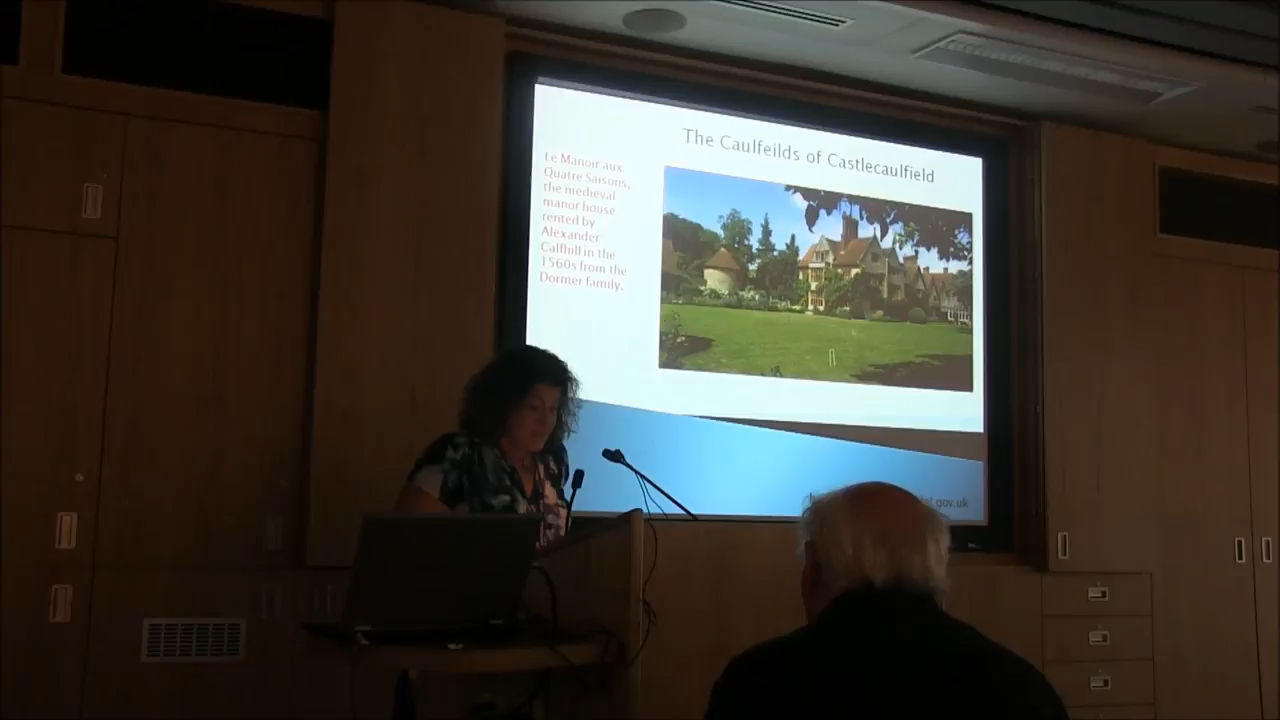 The Caulfeilds of Castlecaulfield
Le Manoir aux
Quatre Saisons,
the medieval
manor house
rented by
Alexander
Calfhill in the
1560s from the
Dormer family.
gov.uk